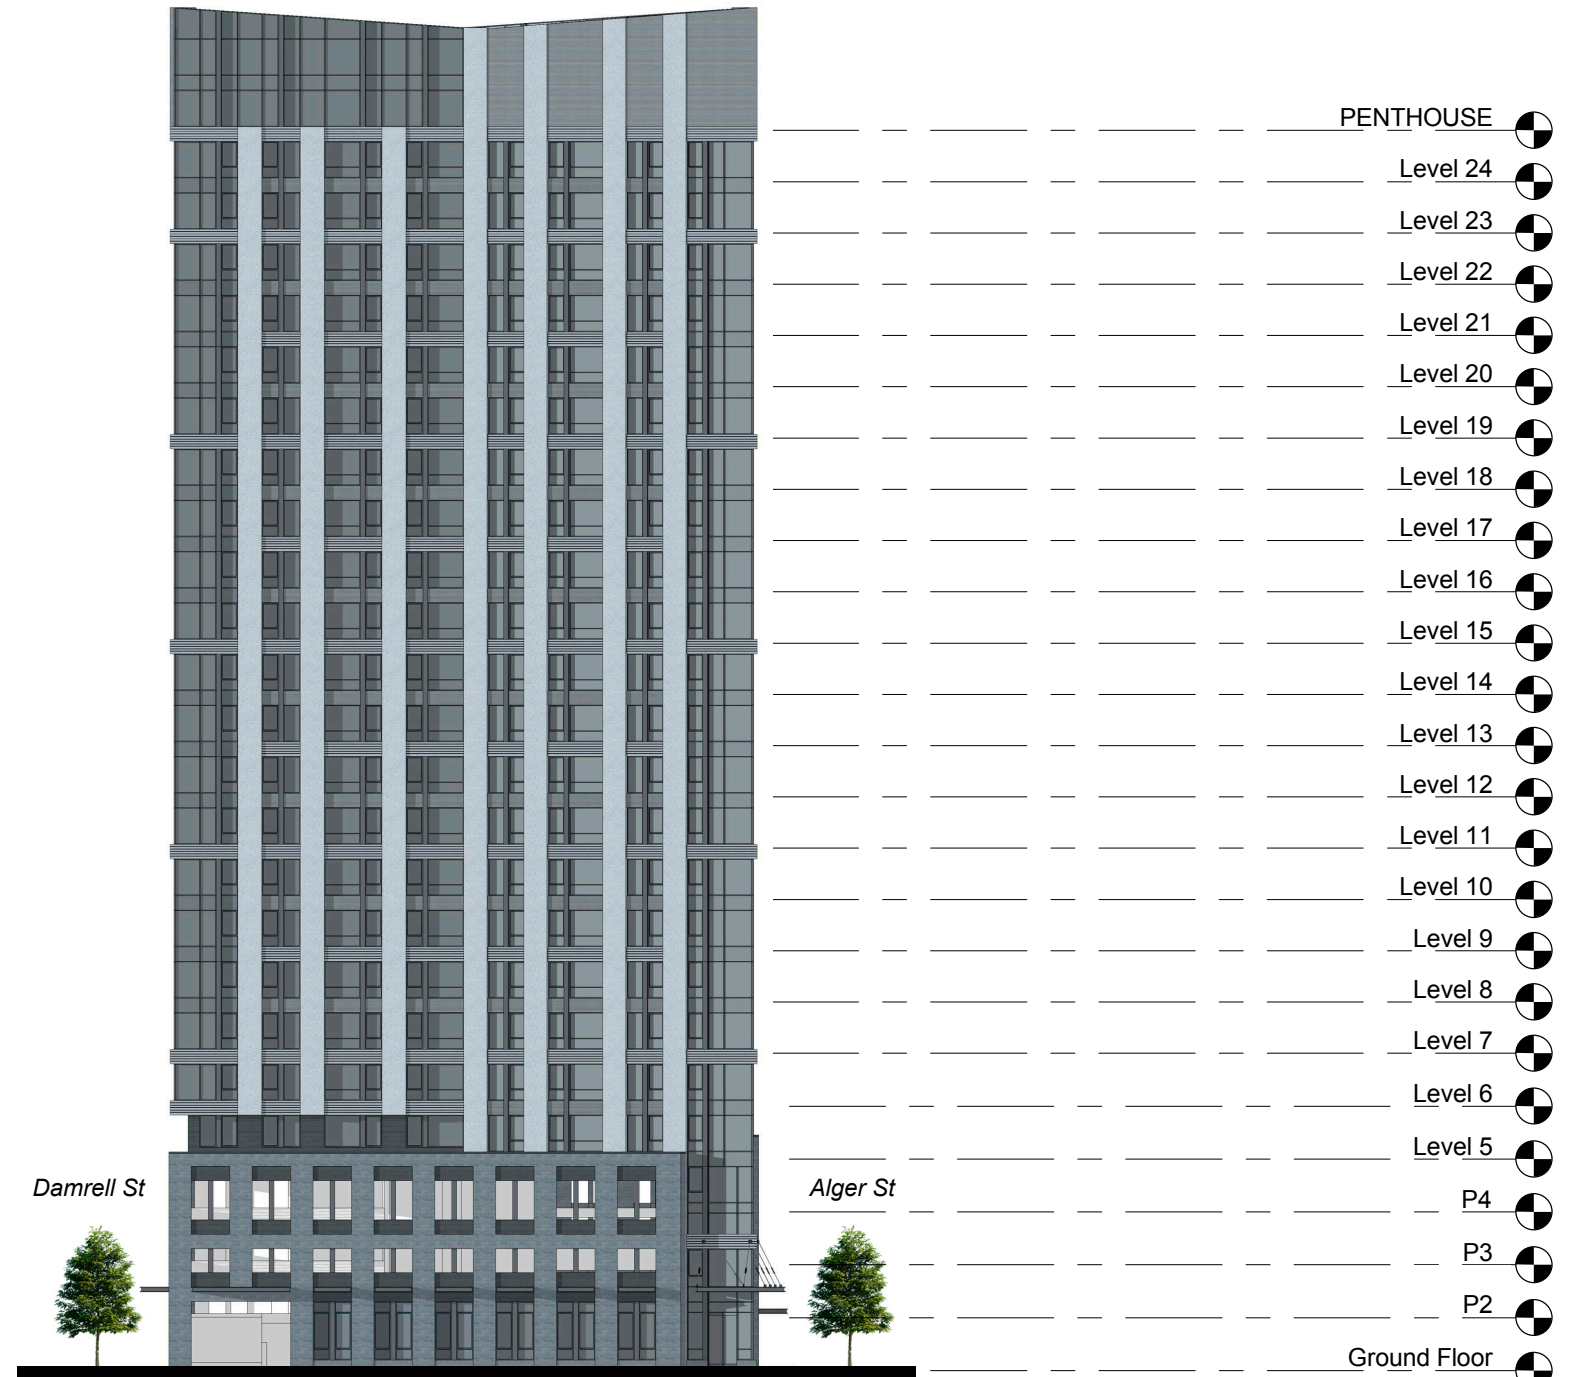 PENTHOUSE
Level 24
Level 23
Level 22
Level 21
Level 20
Level 19
Level 18
Level 17
Level 16
Level 15
Level 14
Level 13
Level 12
Level 11
Level 10
Level 9
Level 8
Level 7
Level 6
Level 5
Damrell St
Alger St
P4
P3
P2
Ground Floor